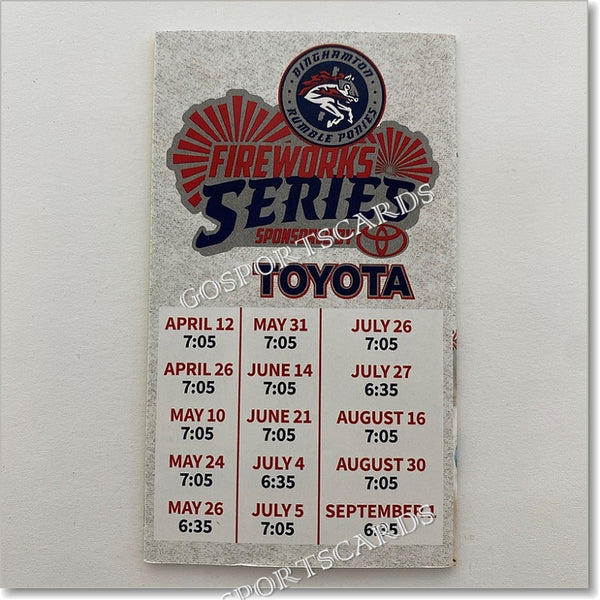 BINGHAMTON
RUMBLE PONIES
FIREWORKS
SERIES
SPONSORED BY
TOYOTA
GOSPORTSCARDS
APRIL 12
7:05
APRIL 26
7:05
MAY 10
7:05
MAY 24
7:05
MAY 26
6:35
MAY 31
7:05
JUNE 14
7:05
JUNE 21
7:05
JULY 4
6:35
JULY 5
7:05
JULY 26
7:05
JULY 27
6:35
AUGUST 16
7:05
AUGUST 30
7:05
SEPTEMBER 1
6:35
GOSPORTSCARDS